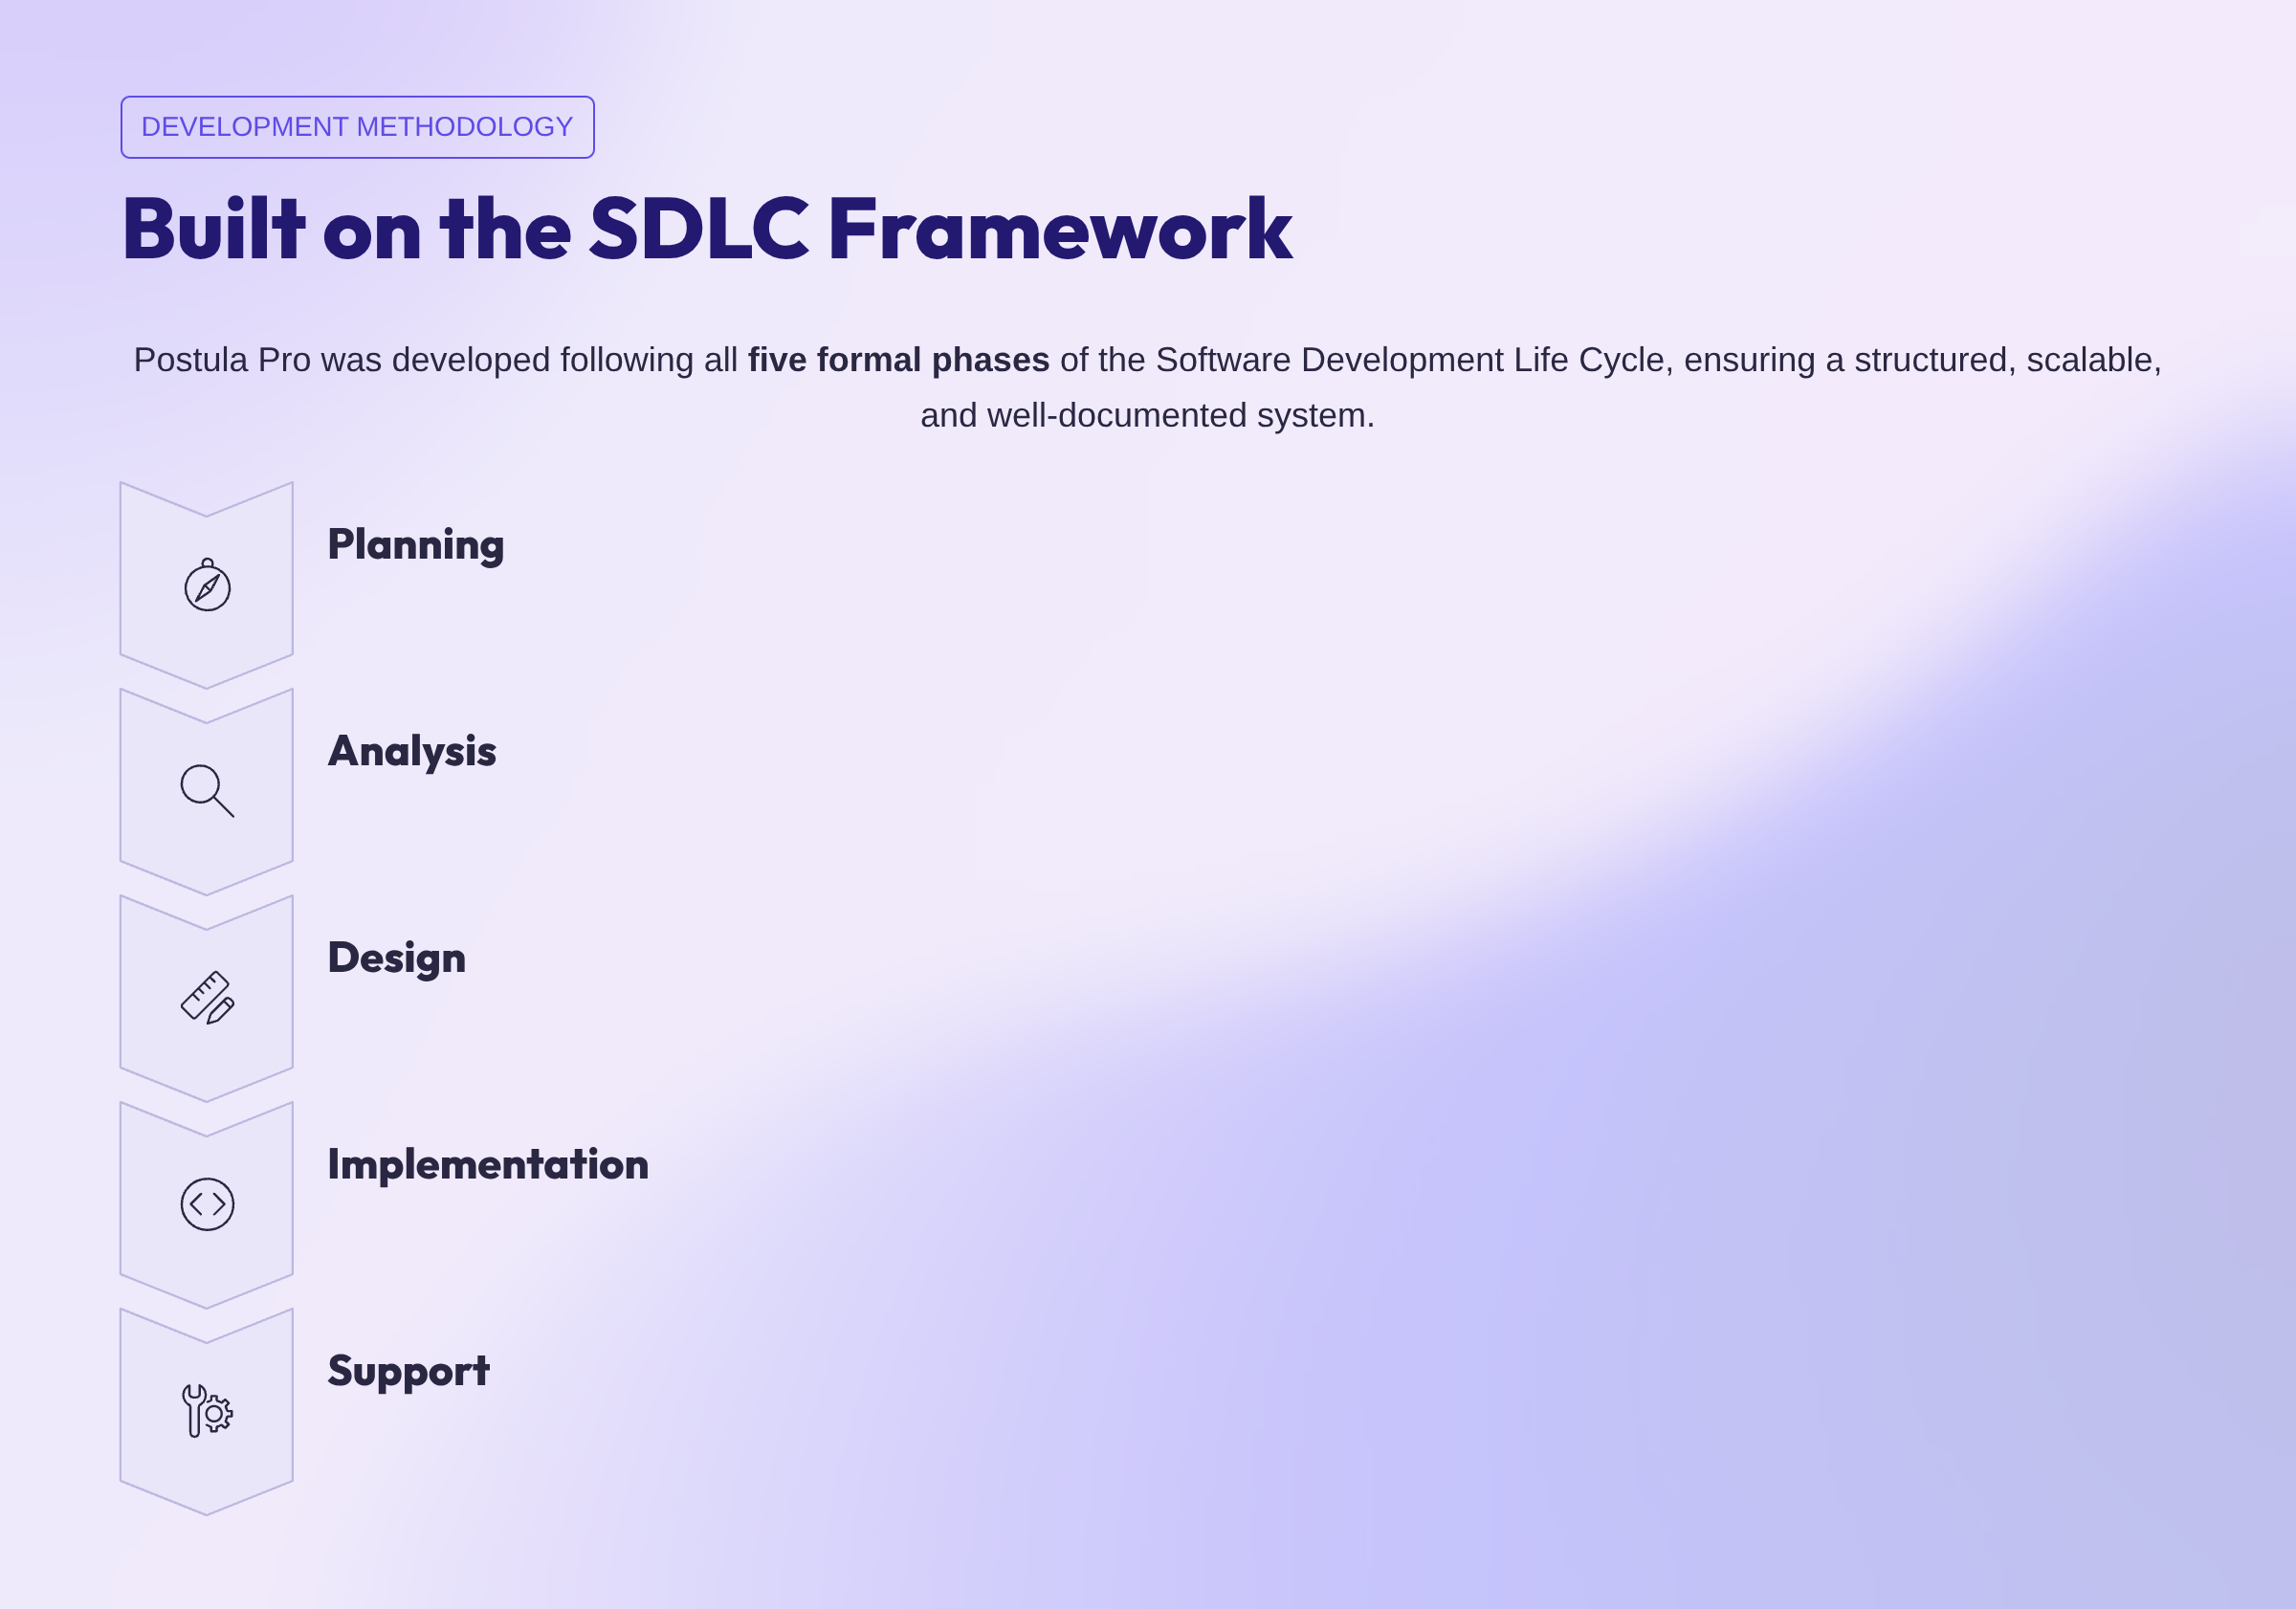 DEVELOPMENT METHODOLOGY
Built on the SDLC Framework
Postula Pro was developed following all five formal phases of the Software Development Life Cycle, ensuring a structured, scalable,
and well-documented system.
Planning
Analysis
Design
Implementation
Support